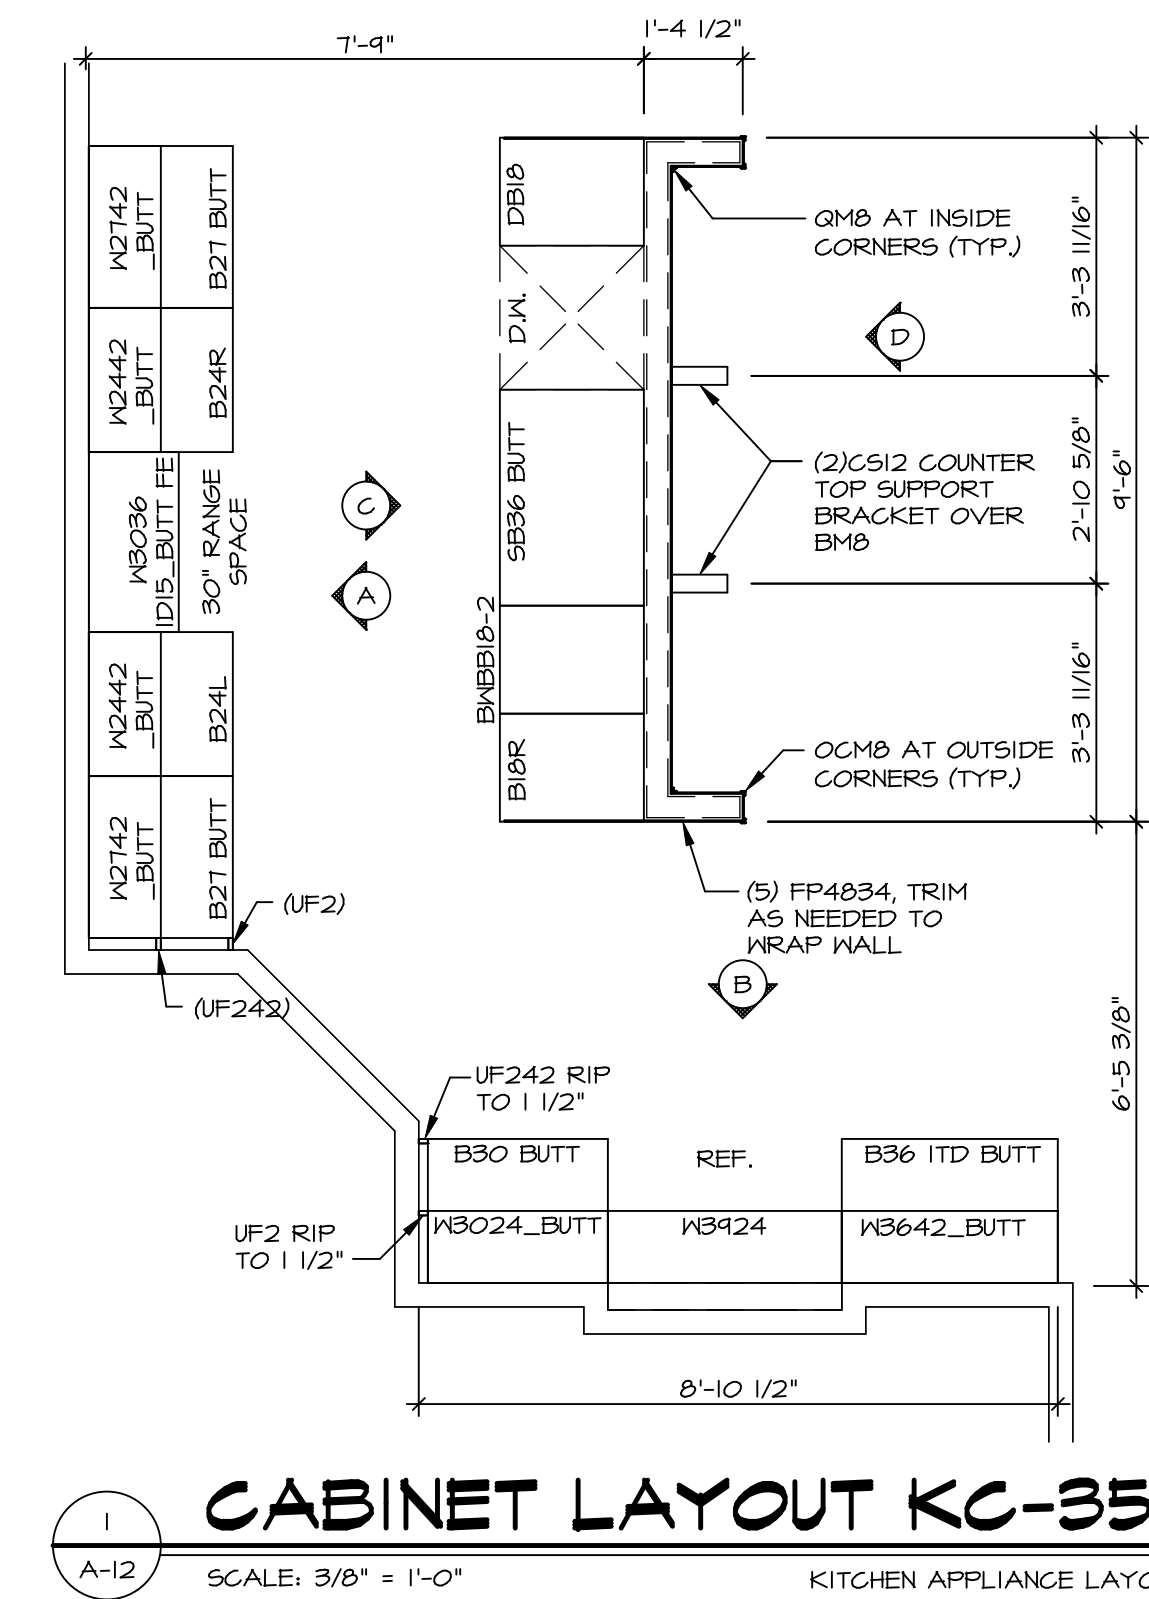 7'-9"
1'-4 1/2"
W2742
_BUTT
B27 BUTT
W2442
_BUTT
B24R
W3036
1D15_BUTT FE
30" RANGE
SPACE
W2442
_BUTT
B24L
W2742
_BUTT
B27 BUTT
(UF2)
(UF242)
DB18
D.W.
SB36 BUTT
BWBB18-2
B18R
C
A
QM8 AT INSIDE
CORNERS (TYP.)
D
(2)CS12 COUNTER
TOP SUPPORT
BRACKET OVER
BM8
OCM8 AT OUTSIDE
CORNERS (TYP.)
(5) FP4834, TRIM
AS NEEDED TO
WRAP WALL
B
3'-3 11/16"
2'-10 5/8"
3'-3 11/16"
9'-6"
6'-5 3/8"
UF242 RIP
TO 1 1/2"
UF2 RIP
TO 1 1/2"
B30 BUTT
REF.
B36 1TD BUTT
W3024_BUTT
W3924
W3642_BUTT
8'-10 1/2"
1
A-12
CABINET LAYOUT KC-35
SCALE: 3/8" = 1'-0"
KITCHEN APPLIANCE LAYO